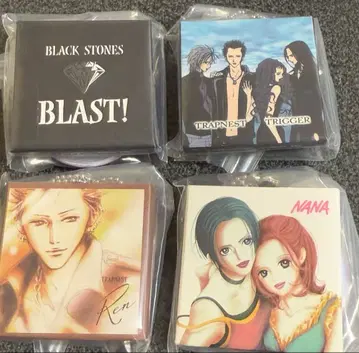 BLACK STONES
BLAST!
TRAPNEST TRIGGER
TRAPNEST
Ren
NANA